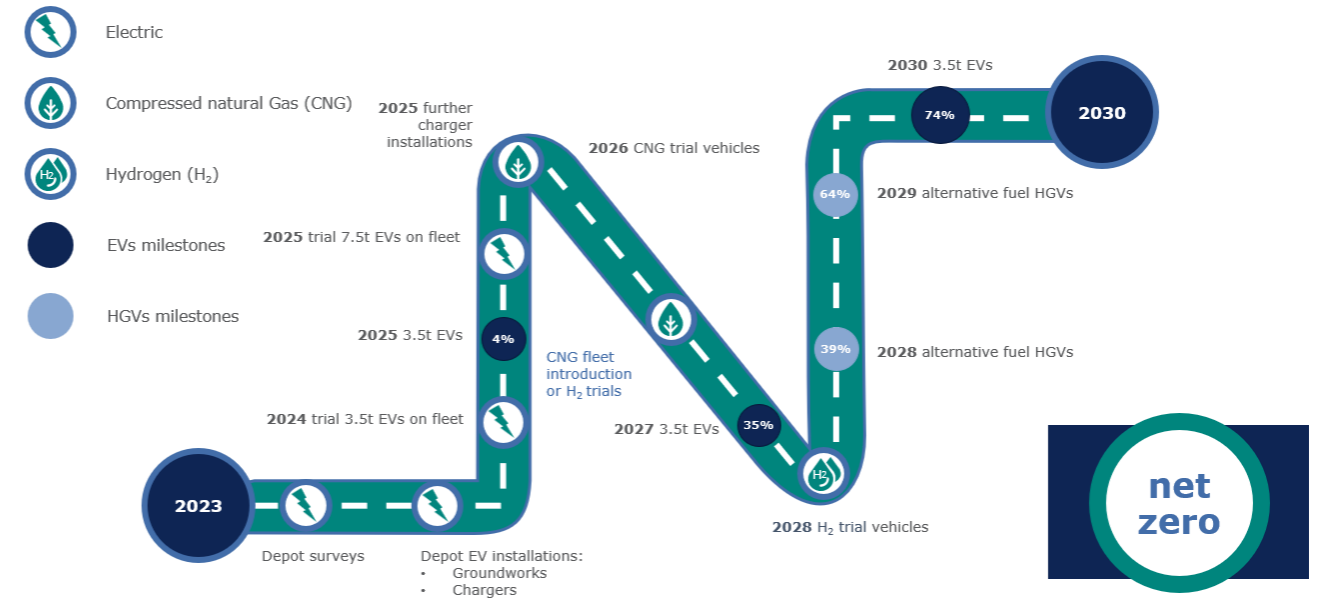 Electric
Compressed natural Gas (CNG)
Hydrogen (H₂)
EVs milestones
HGVs milestones
2023
Depot surveys
Depot EV installations:
• Groundworks
• Chargers
2024 trial 3.5t EVs on fleet
4%
2025 3.5t EVs
2025 trial 7.5t EVs on fleet
2025 further
charger
installations
2026 CNG trial vehicles
CNG fleet
introduction
or H₂ trials
35%
2027 3.5t EVs
H2
H2
2028 H₂ trial vehicles
39%
2028 alternative fuel HGVs
64%
2029 alternative fuel HGVs
2030 3.5t EVs
74%
2030
net
zero